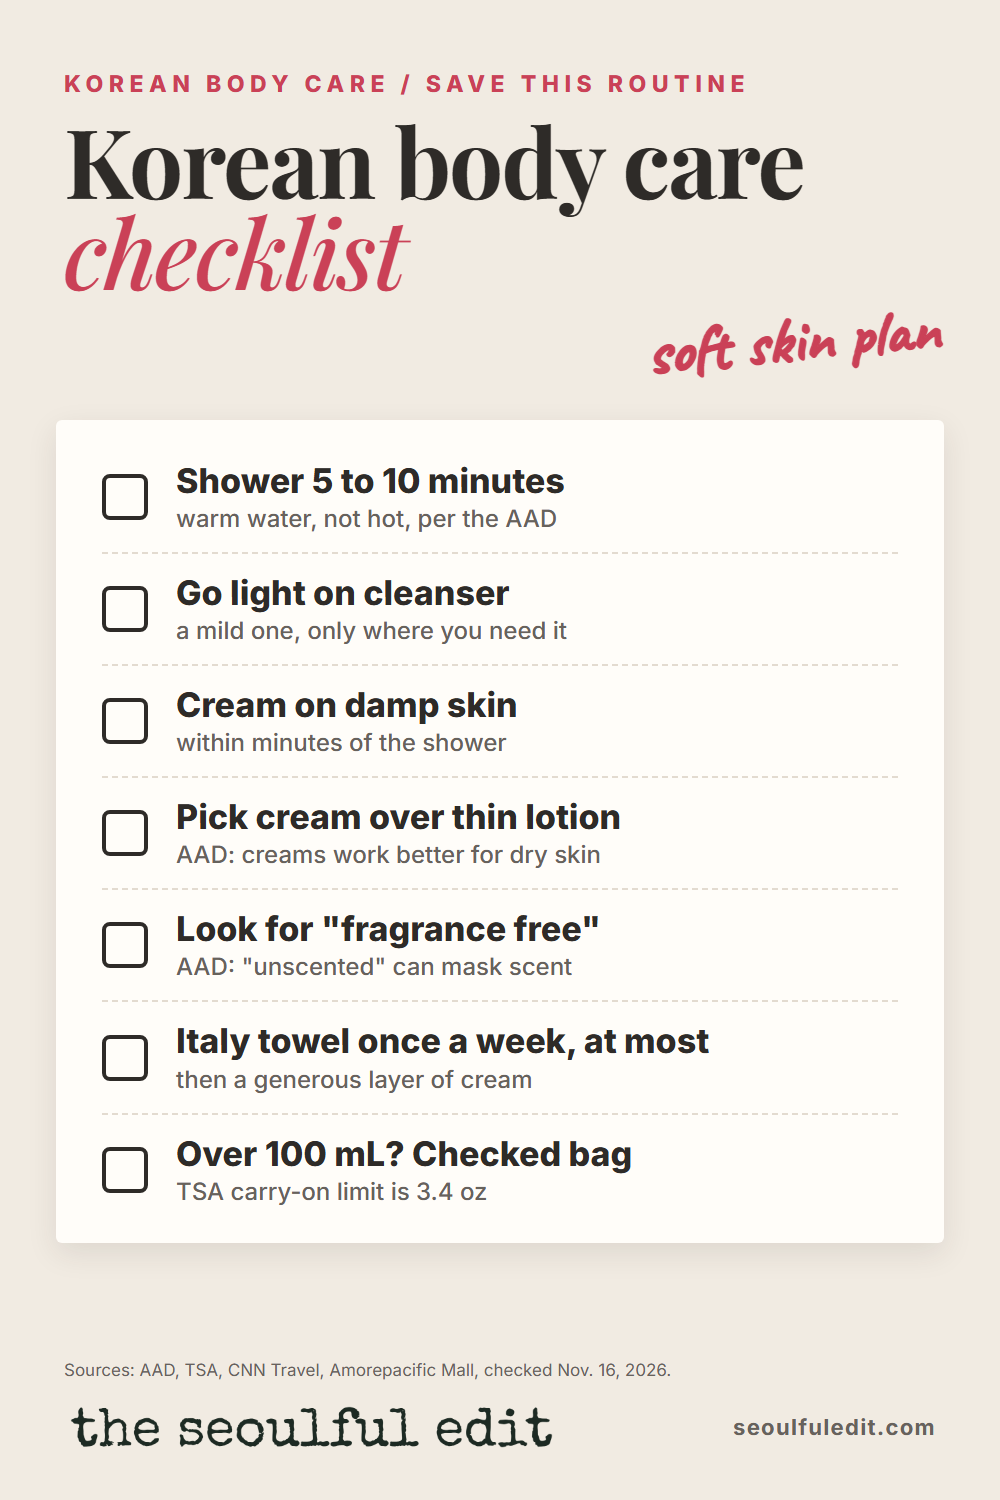 KOREAN BODY CARE / SAVE THIS ROUTINE
Korean body care
checklist
soft skin plan
Shower 5 to 10 minutes
warm water, not hot, per the AAD
Go light on cleanser
a mild one, only where you need it
Cream on damp skin
within minutes of the shower
Pick cream over thin lotion
AAD: creams work better for dry skin
Look for "fragrance free"
AAD: "unscented" can mask scent
Italy towel once a week, at most
then a generous layer of cream
Over 100 mL? Checked bag
TSA carry-on limit is 3.4 oz
Sources: AAD, TSA, CNN Travel, Amorepacific Mall, checked Nov. 16, 2026.
the seoulful edit
seoulfuledit.com